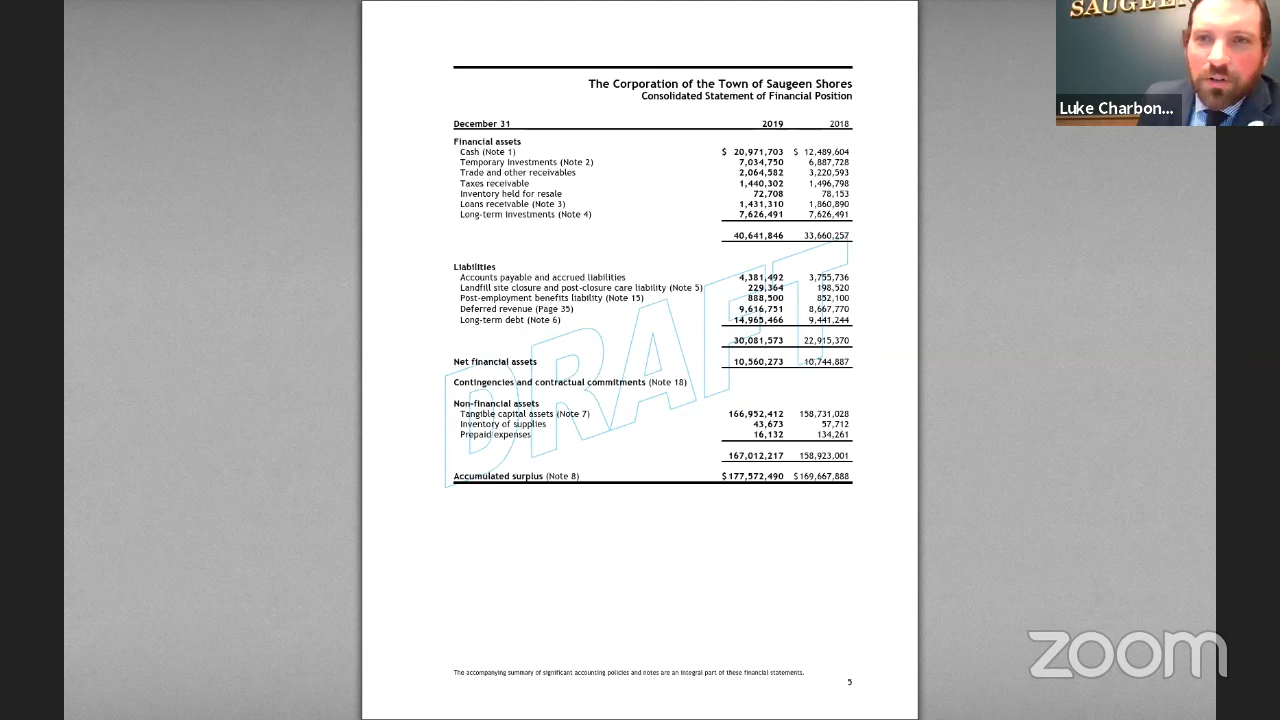 SAUGEEN
Luke Charbon...
The Corporation of the Town of Saugeen Shores
Consolidated Statement of Financial Position
December 31 2019 2018
Financial assets
Cash (Note 1) $ 20,971,703 $ 12,489,604
Temporary Investments (Note 2) 7,034,750 6,887,728
Trade and other receivables 2,064,582 3,220,593
Taxes receivable 1,440,302 1,496,798
Inventory held for resale 72,708 78,153
Loans receivable (Note 3) 1,431,310 1,860,890
Long-term investments (Note 4) 7,626,491 7,626,491
40,641,846 33,660,257
Liabilities
Accounts payable and accrued liabilities 4,381,492 3,755,736
Landfill site closure and post-closure care liability (Note 5) 229,364 198,520
Post-employment benefits liability (Note 15) 888,500 852,100
Deferred revenue (Page 35) 9,616,751 8,667,770
Long-term debt (Note 6) 14,965,466 9,441,244
30,081,573 22,915,370
Net financial assets 10,560,273 10,744,887
Contingencies and contractual commitments (Note 18)
Non-financial assets
Tangible capital assets (Note 7) 166,952,412 158,731,028
Inventory of supplies 43,673 57,712
Prepaid expenses 16,132 134,261
167,012,217 158,923,001
Accumulated surplus (Note 8) $ 177,572,490 $ 169,667,888
DRAFT
The accompanying summary of significant accounting policies and notes are an integral part of these financial statements.
5
zoom